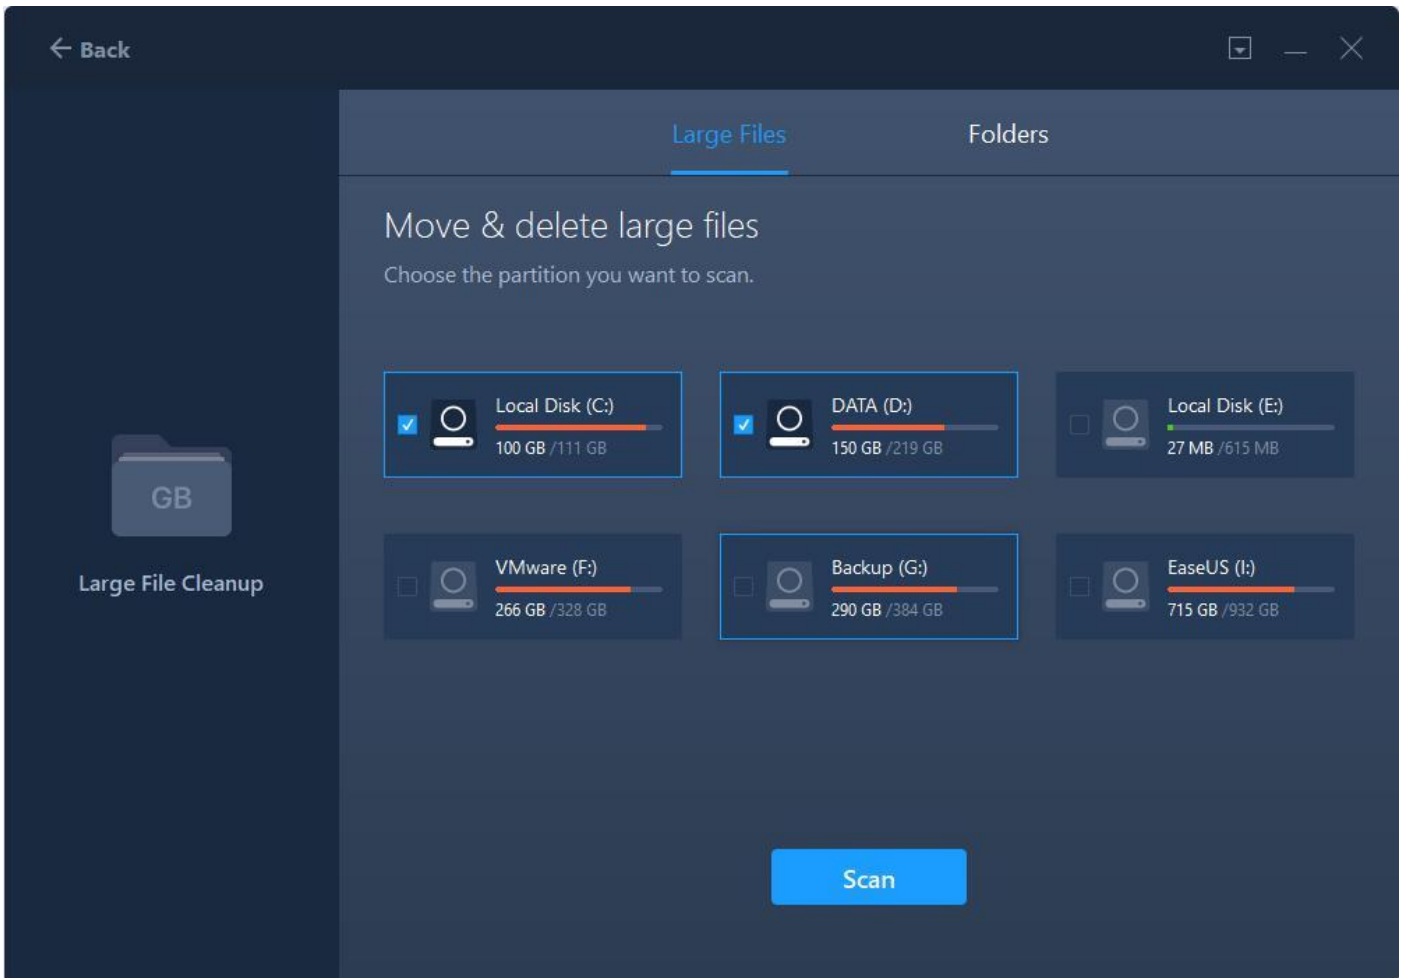 Back
Large Files
Folders
Move & delete large files
Choose the partition you want to scan.
Local Disk (C:)
100 GB /111 GB
DATA (D:)
150 GB /219 GB
Local Disk (E:)
27 MB /615 MB
GB
Large File Cleanup
VMware (F:)
266 GB /328 GB
Backup (G:)
290 GB /384 GB
EaseUS (I:)
715 GB /932 GB
Scan